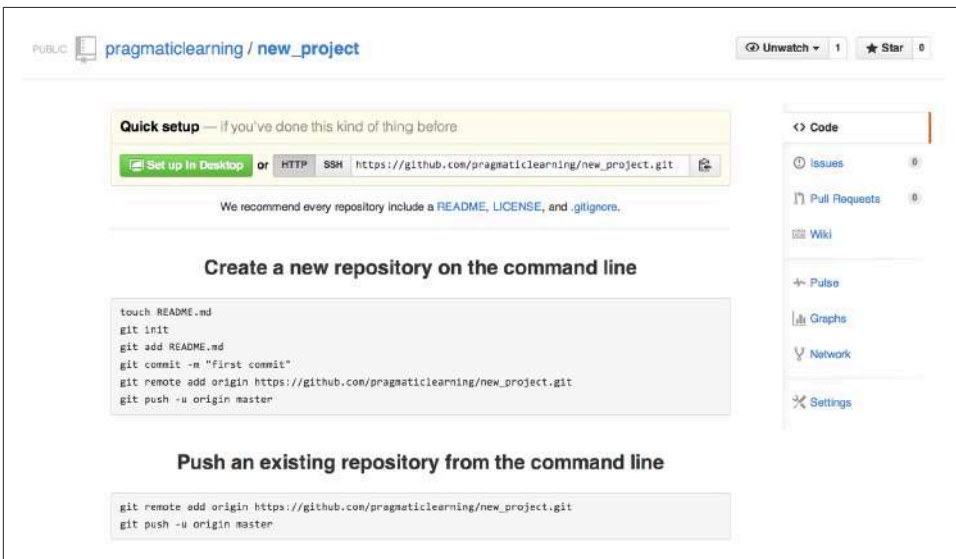 PUBLIC pragmaticlearning / new_project
Unwatch 1 Star 0
Quick setup — if you've done this kind of thing before
Set up in Desktop or HTTP SSH https://github.com/pragmaticlearning/new_project.git
We recommend every repository include a README, LICENSE, and .gitignore.
Create a new repository on the command line
touch README.md
git init
git add README.md
git commit -m "first commit"
git remote add origin https://github.com/pragmaticlearning/new_project.git
git push -u origin master
Push an existing repository from the command line
git remote add origin https://github.com/pragmaticlearning/new_project.git
git push -u origin master
<> Code
Issues 0
Pull Requests 0
Wiki
Pulse
Graphs
Network
Settings